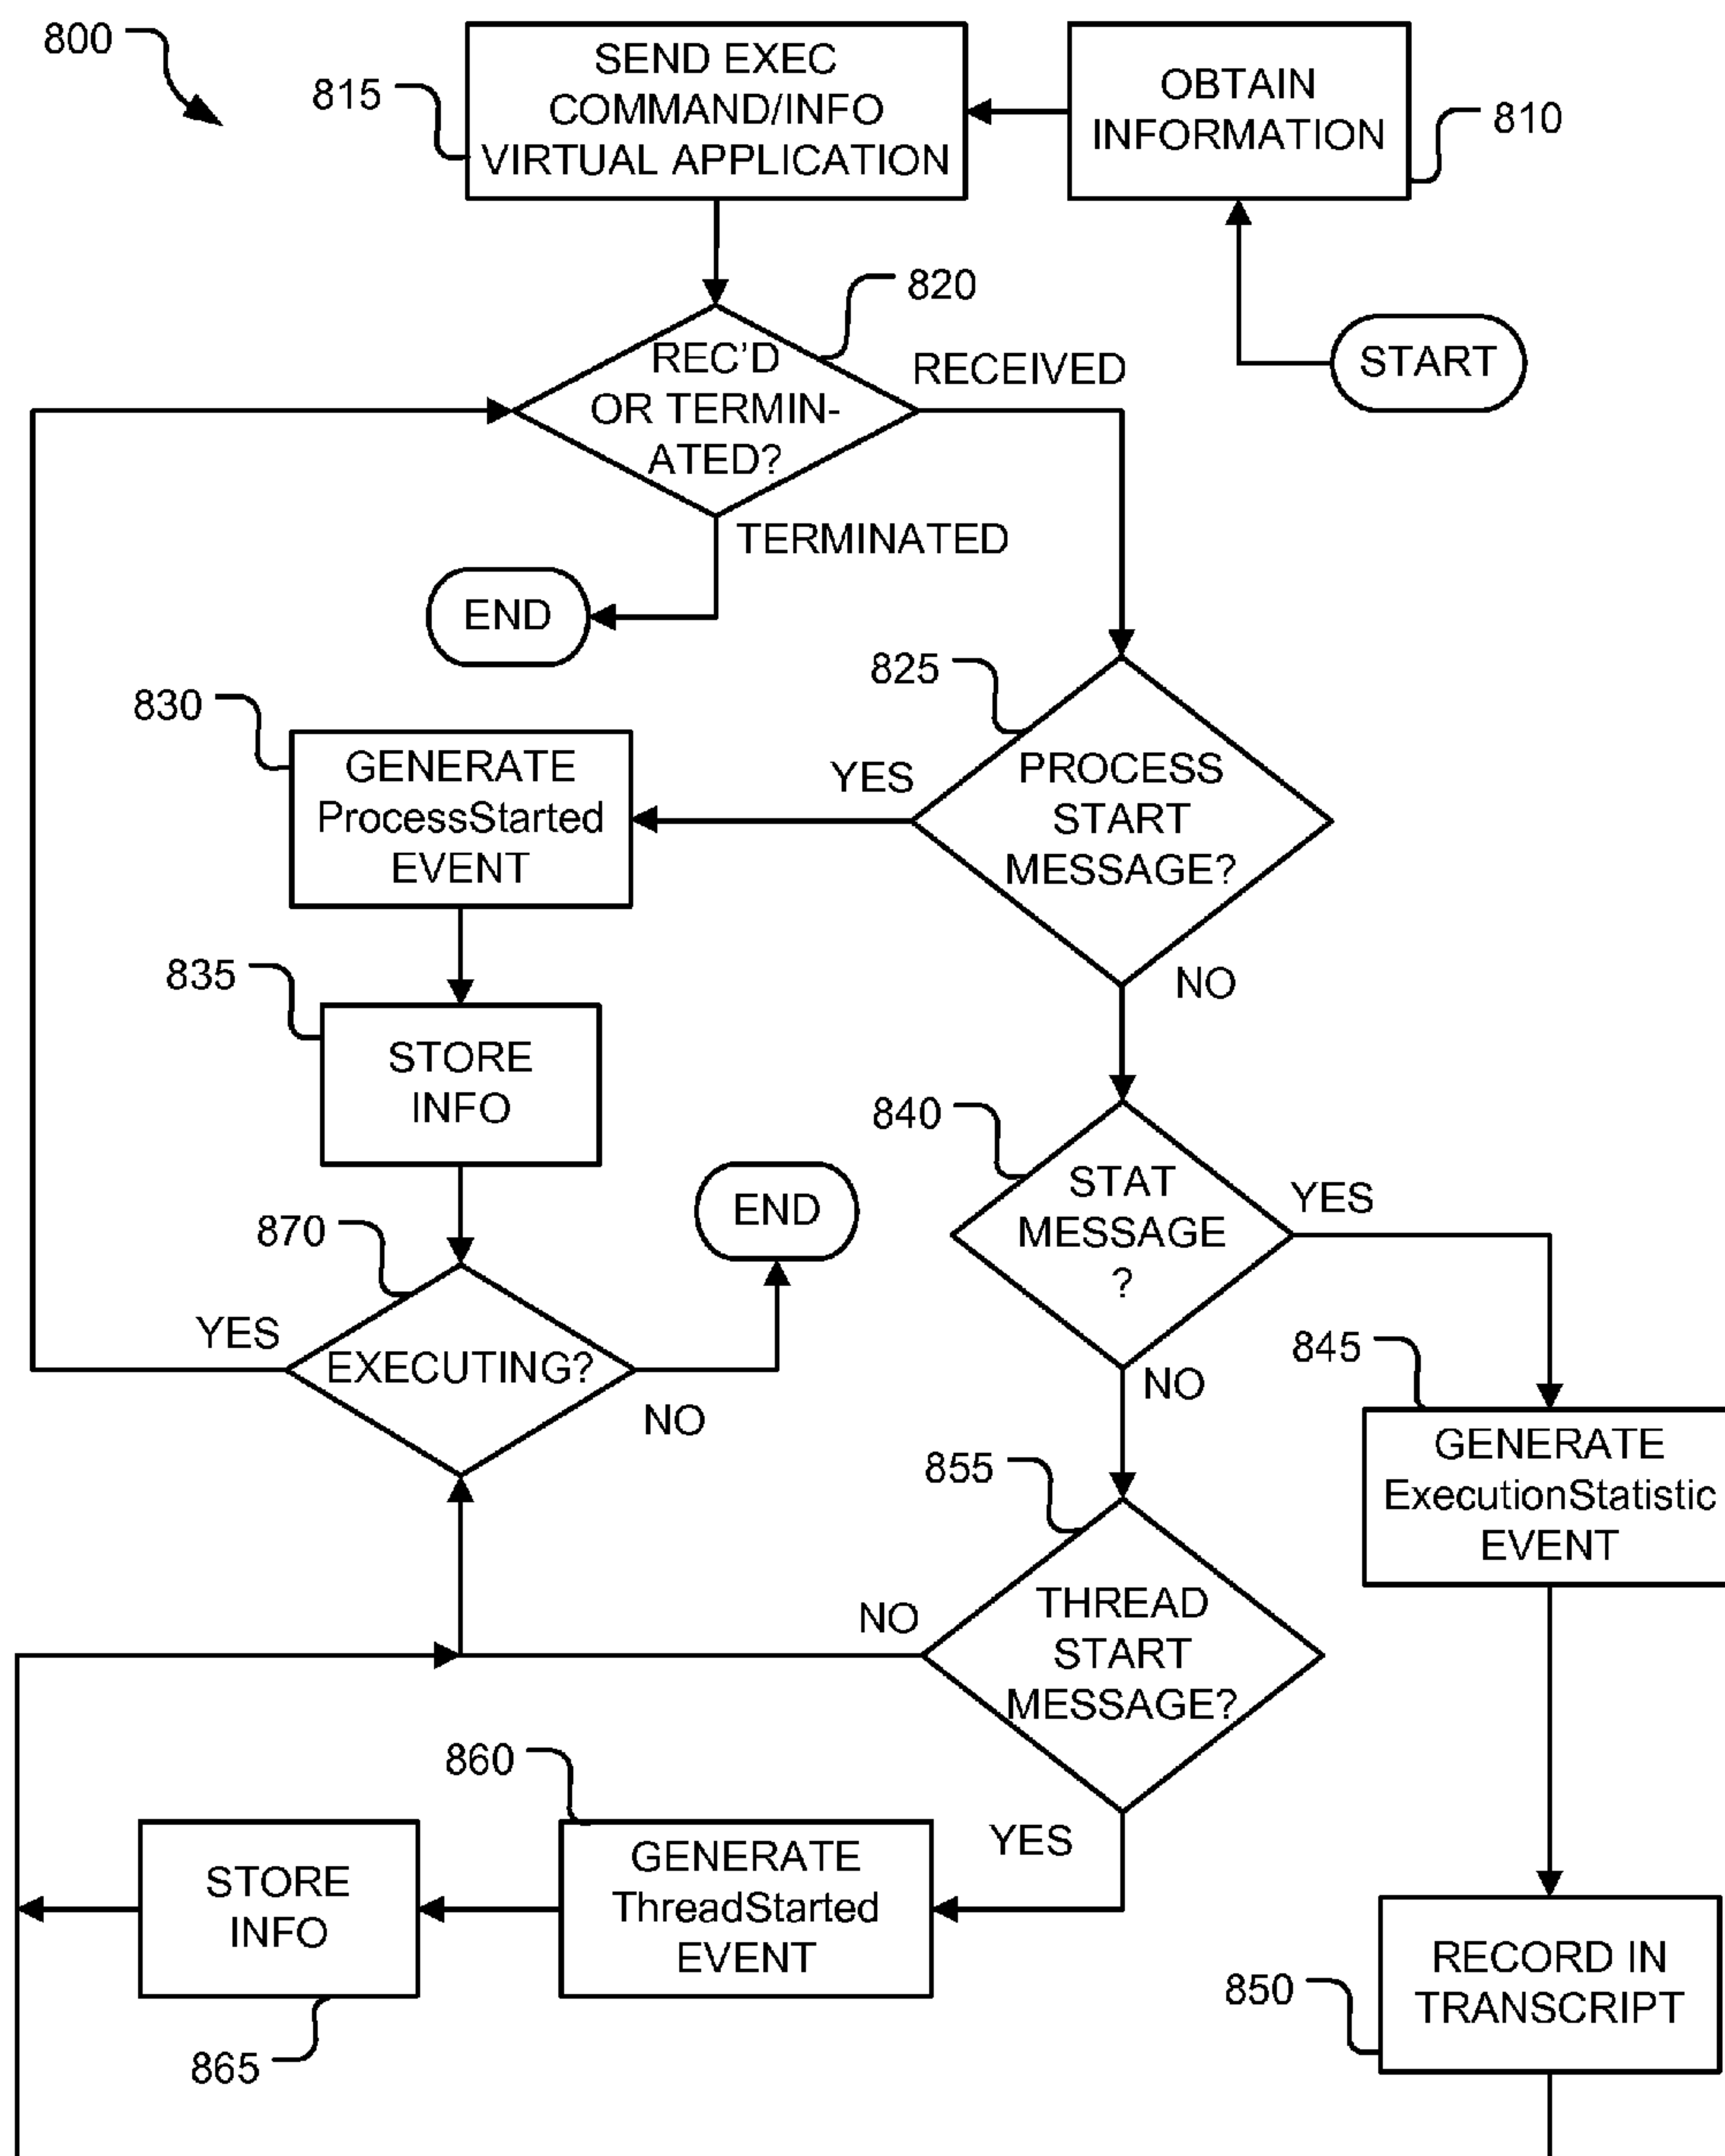 800
815
SEND EXEC
COMMAND/INFO
VIRTUAL APPLICATION
OBTAIN
INFORMATION
810
820
REC'D
OR TERMIN-
ATED?
RECEIVED
START
TERMINATED
END
825
830
GENERATE
ProcessStarted
EVENT
YES
PROCESS
START
MESSAGE?
NO
835
STORE
INFO
840
STAT
MESSAGE
?
YES
END
870
YES
EXECUTING?
NO
NO
845
GENERATE
ExecutionStatistic
EVENT
855
NO
THREAD
START
MESSAGE?
860
YES
STORE
INFO
GENERATE
ThreadStarted
EVENT
865
850
RECORD IN
TRANSCRIPT